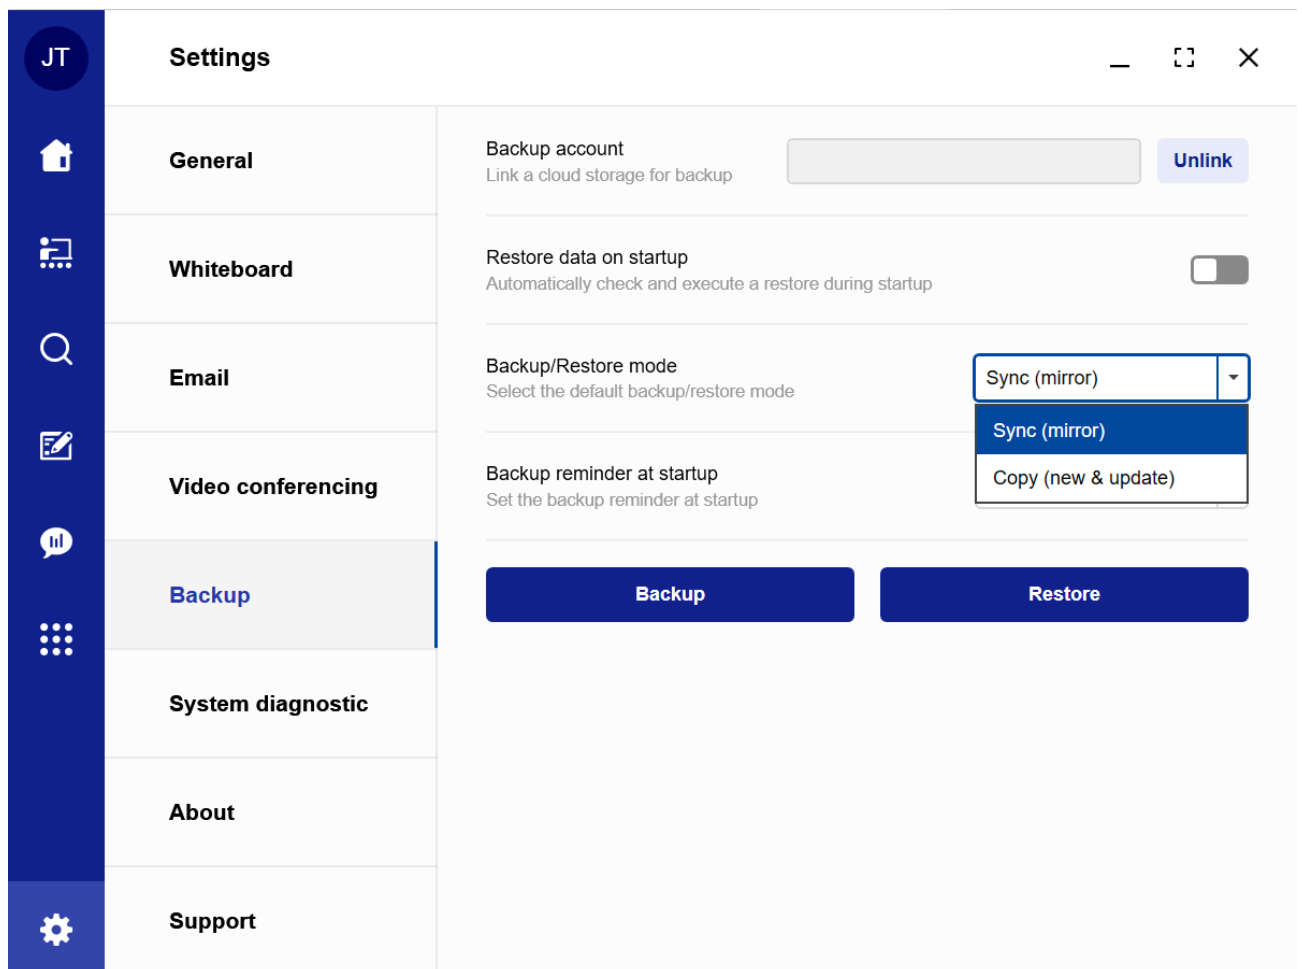 JT
Settings
General
Whiteboard
Email
Video conferencing
Backup
System diagnostic
About
Support
Backup account
Link a cloud storage for backup
Unlink
Restore data on startup
Automatically check and execute a restore during startup
Backup/Restore mode
Select the default backup/restore mode
Sync (mirror)
Sync (mirror)
Copy (new & update)
Backup reminder at startup
Set the backup reminder at startup
Backup
Restore